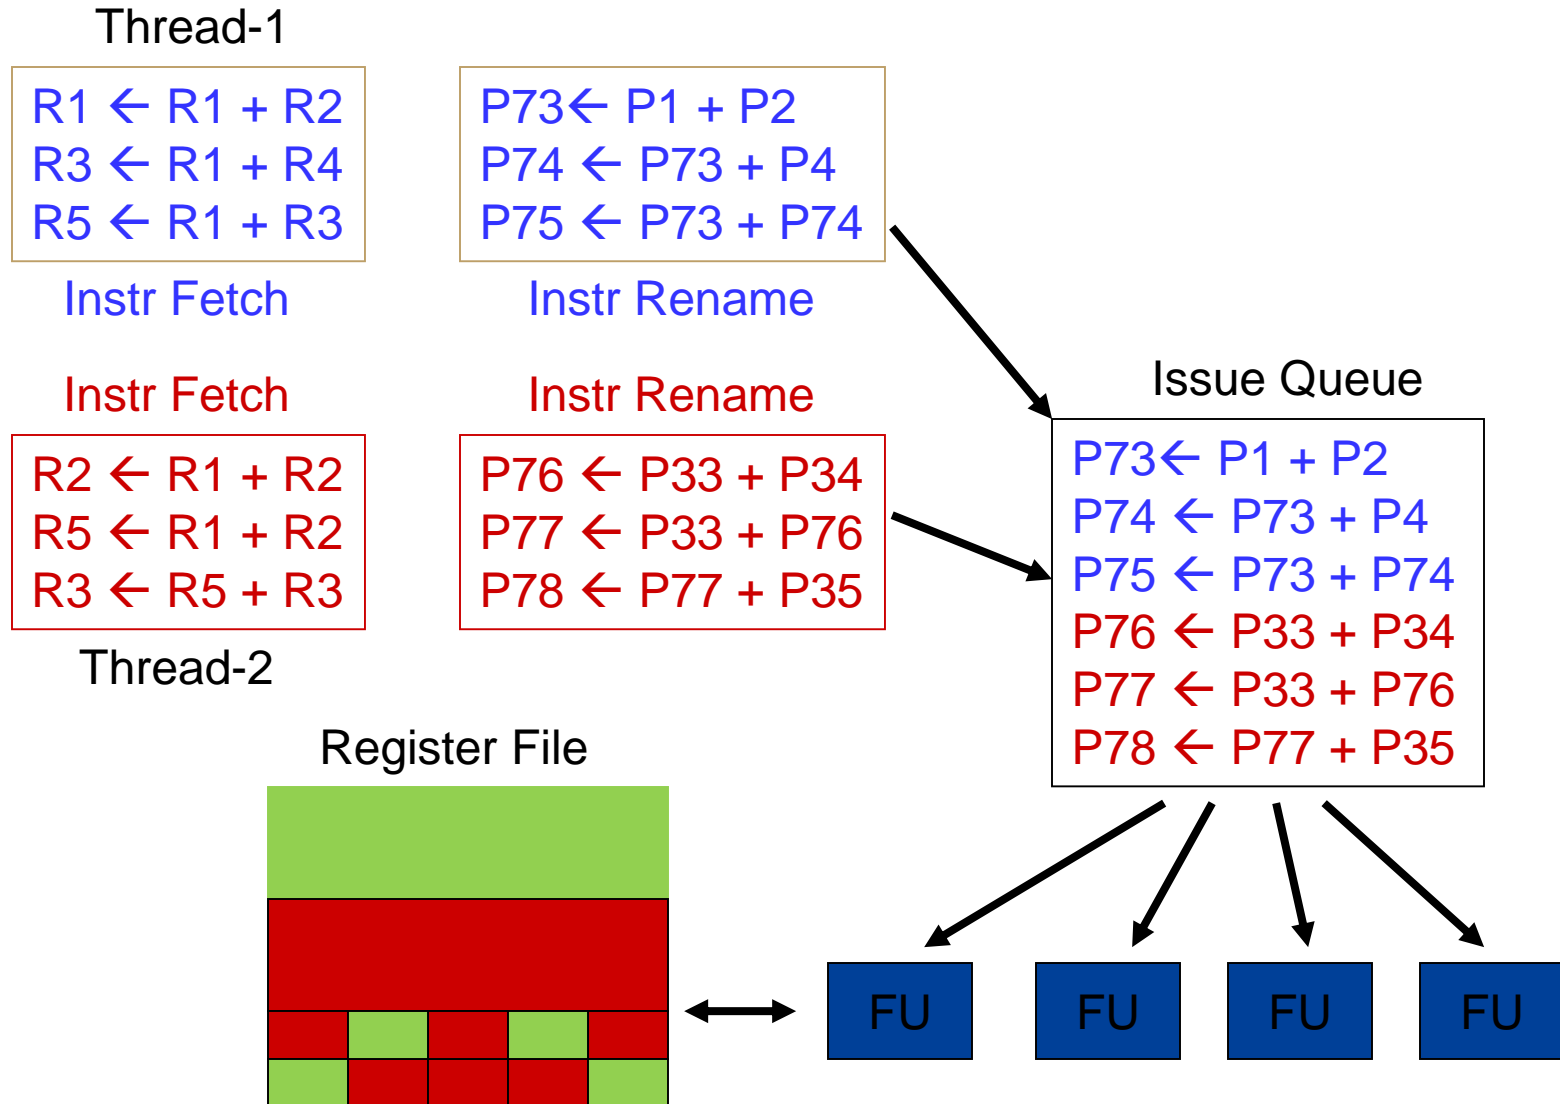 Thread-1
R1 ← R1 + R2
R3 ← R1 + R4
R5 ← R1 + R3
Instr Fetch
P73← P1 + P2
P74 ← P73 + P4
P75 ← P73 + P74
Instr Rename
Instr Fetch
R2 ← R1 + R2
R5 ← R1 + R2
R3 ← R5 + R3
Thread-2
Instr Rename
P76 ← P33 + P34
P77 ← P33 + P76
P78 ← P77 + P35
Issue Queue
P73← P1 + P2
P74 ← P73 + P4
P75 ← P73 + P74
P76 ← P33 + P34
P77 ← P33 + P76
P78 ← P77 + P35
Register File
FU
FU
FU
FU